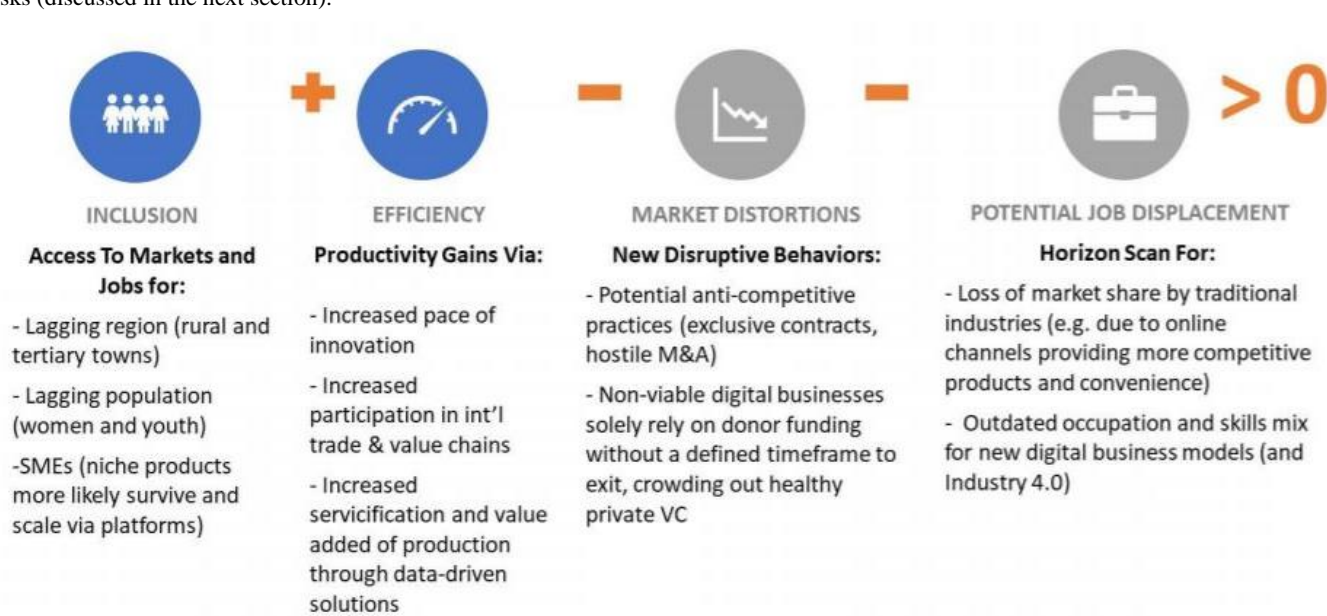 sks (discussed in the next section).
+ - - > 0
INCLUSION
Access To Markets and
Jobs for:
- Lagging region (rural and
tertiary towns)
- Lagging population
(women and youth)
-SMEs (niche products
more likely survive and
scale via platforms)
EFFICIENCY
Productivity Gains Via:
- Increased pace of
innovation
- Increased
participation in int'l
trade & value chains
- Increased
servicification and value
added of production
through data-driven
solutions
MARKET DISTORTIONS
New Disruptive Behaviors:
- Potential anti-competitive
practices (exclusive contracts,
hostile M&A)
- Non-viable digital businesses
solely rely on donor funding
without a defined timeframe to
exit, crowding out healthy
private VC
POTENTIAL JOB DISPLACEMENT
Horizon Scan For:
- Loss of market share by traditional
industries (e.g. due to online
channels providing more competitive
products and convenience)
- Outdated occupation and skills mix
for new digital business models (and
Industry 4.0)